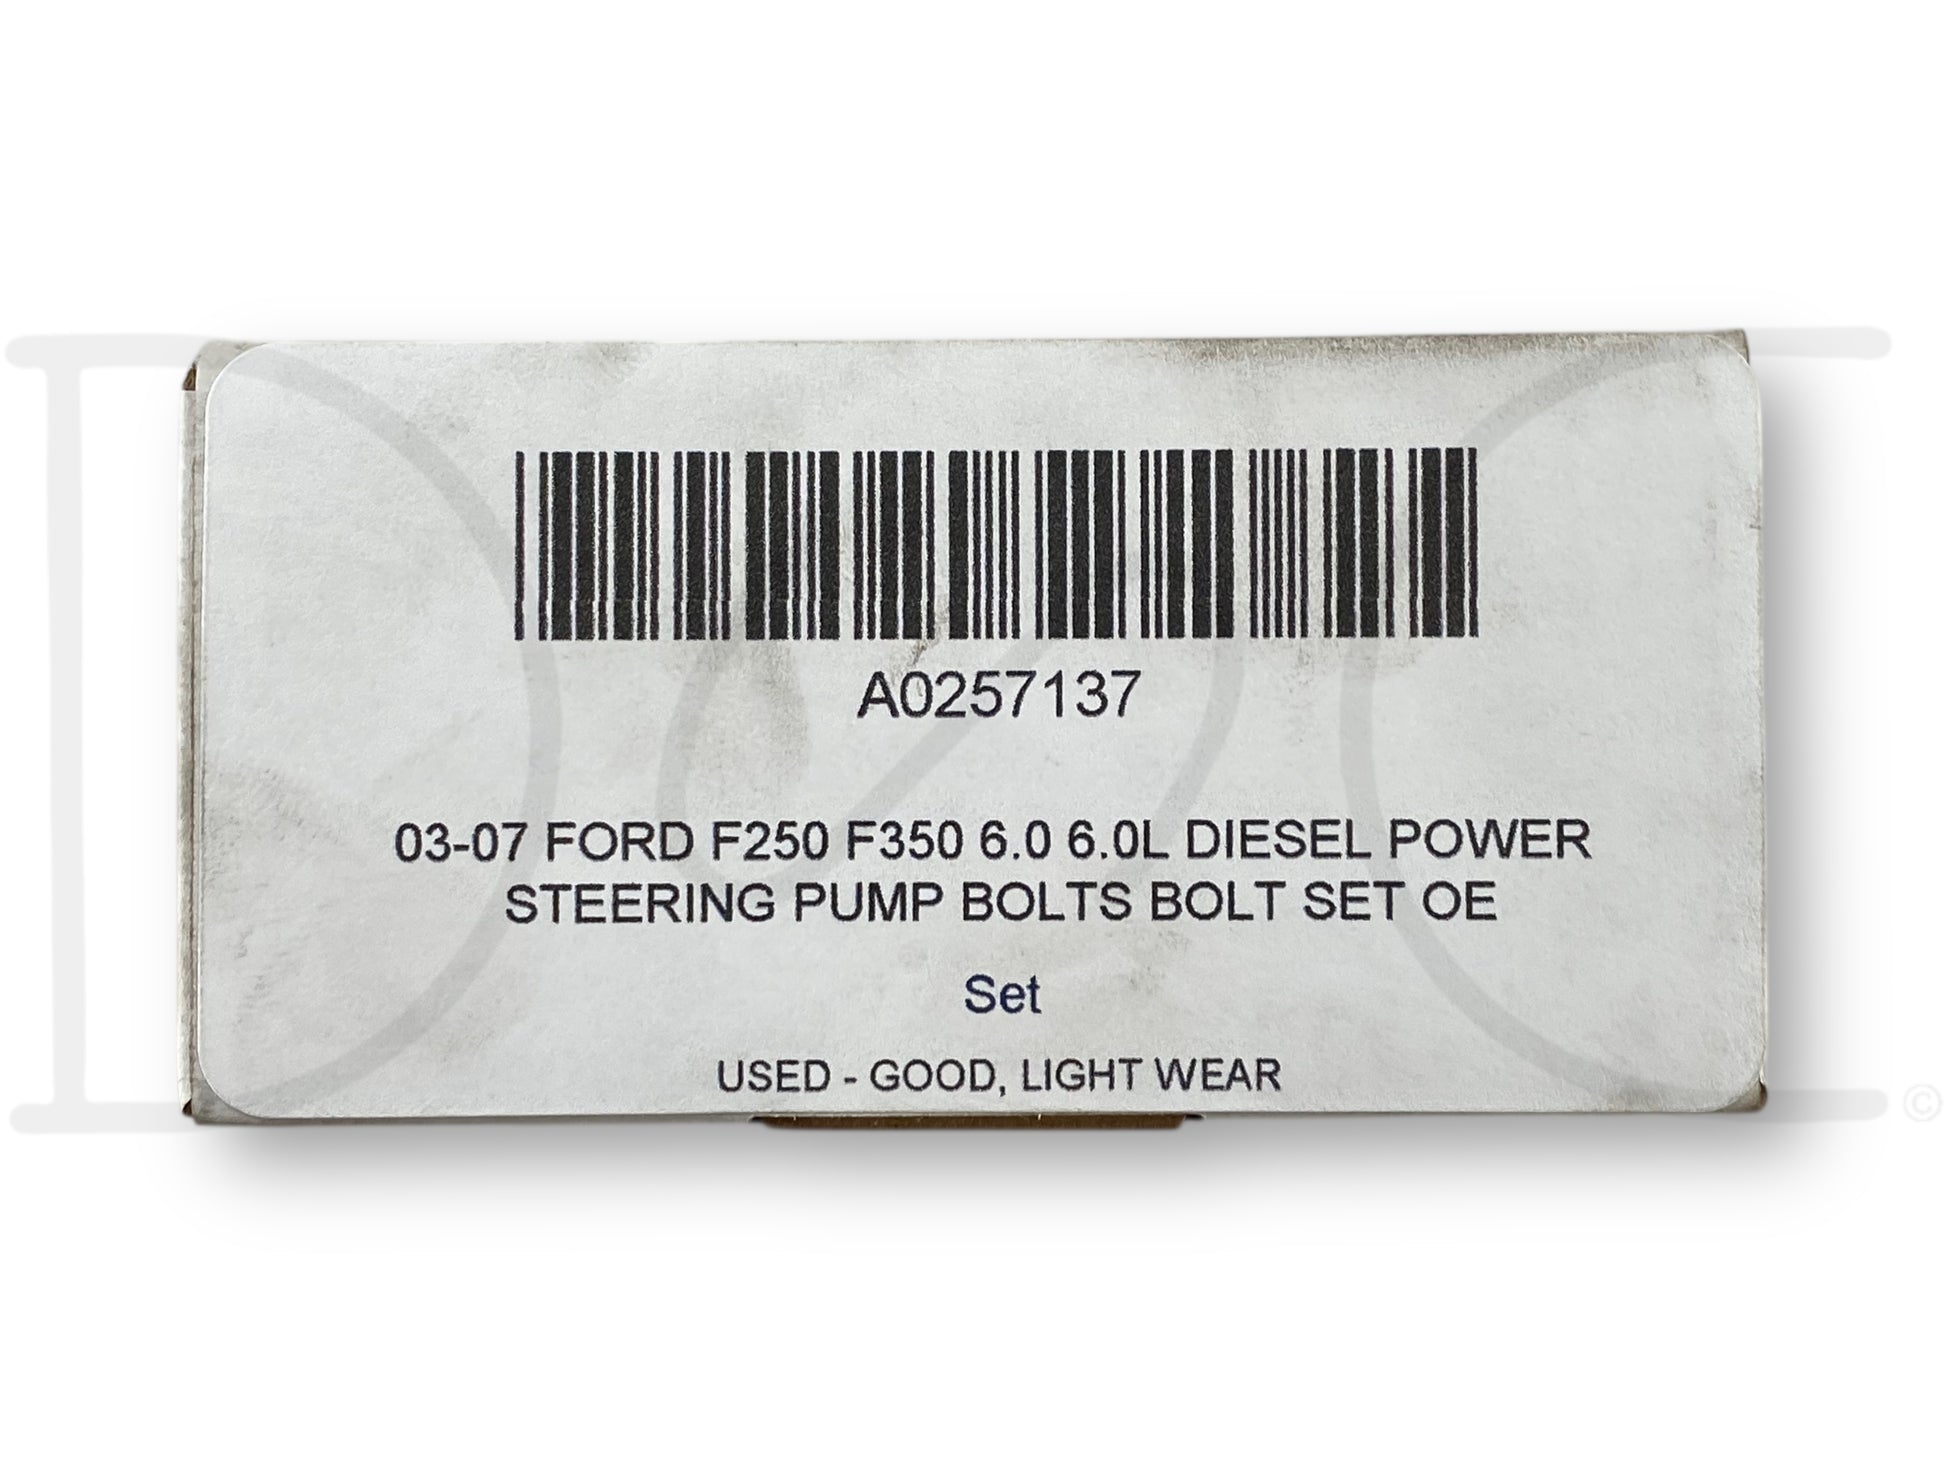 A0257137
03-07 FORD F250 F350 6.0 6.0L DIESEL POWER
STEERING PUMP BOLTS BOLT SET OE
Set
USED - GOOD, LIGHT WEAR
©